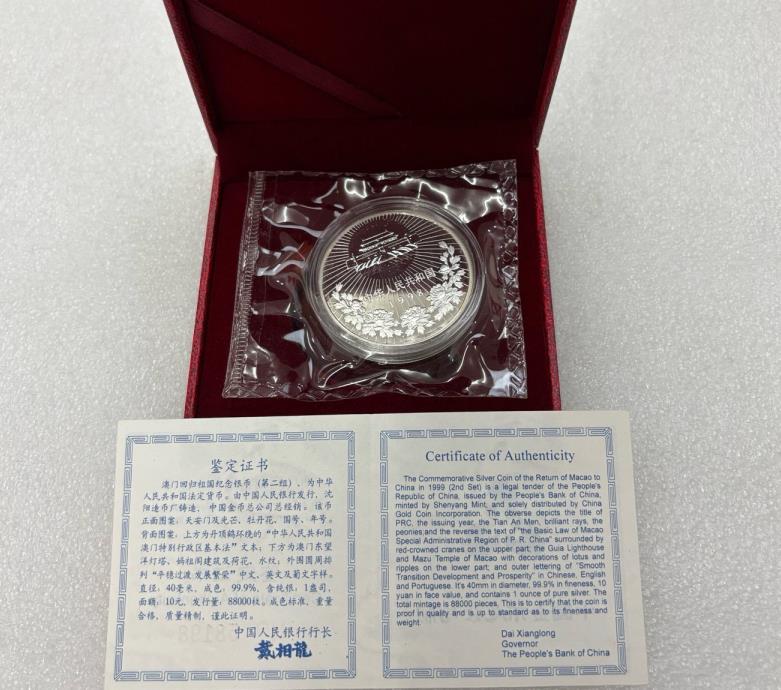 中华人民共和国
鉴定证书
澳门回归祖国纪念银币（第二组），为中华
人民共和国法定货币。由中国人民银行发行，沈
阳造币厂铸造，中国金币总公司总经销。该币
正面图案：天安门及光芒、牡丹花、国号、年号。
背面图案：上方为丹顶鹤环绕的“中华人民共和国
澳门特别行政区基本法”文本；下方为澳门东望
洋灯塔、妈祖阁建筑及荷花、水纹；外围圆周排
列“平稳过渡·发展繁荣”中文、英文及葡文字样。
直径：40毫米，成色：99.9%，含纯银：1盎司，
面额：10元，发行量：88000枚。成色标准，重量
合格，质量精制，谨此证明。
中国人民银行行长
戴相龍
Certificate of Authenticity
The Commemorative Silver Coin of the Return of Macao to
China in 1999 (2nd Set) is a legal tender of the People's
Republic of China, issued by the People's Bank of China,
minted by Shenyang Mint, and solely distributed by China
Gold Coin Incorporation. The obverse depicts the title of
PRC, the issuing year, the Tian An Men, brilliant rays, the
peonies;and the reverse the text of "the Basic Law of Macao
Special Administrative Region of P. R. China" surrounded by
red-crowned cranes on the upper part; the Guia Lighthouse
and Mazu Temple of Macao with decorations of lotus and
ripples on the lower part; and outer lettering of "Smooth
Transition Development and Prosperity" in Chinese, English
and Portuguese. It's 40mm in diameter, 99.9% in fineness, 10
yuan in face value, and contains 1 ounce of pure silver. The
total mintage is 88000 pieces. This is to certify that the coin is
proof in quality and is up to standard as to its fineness and
weight.
Dai Xianglong
Governor
The People's Bank of China